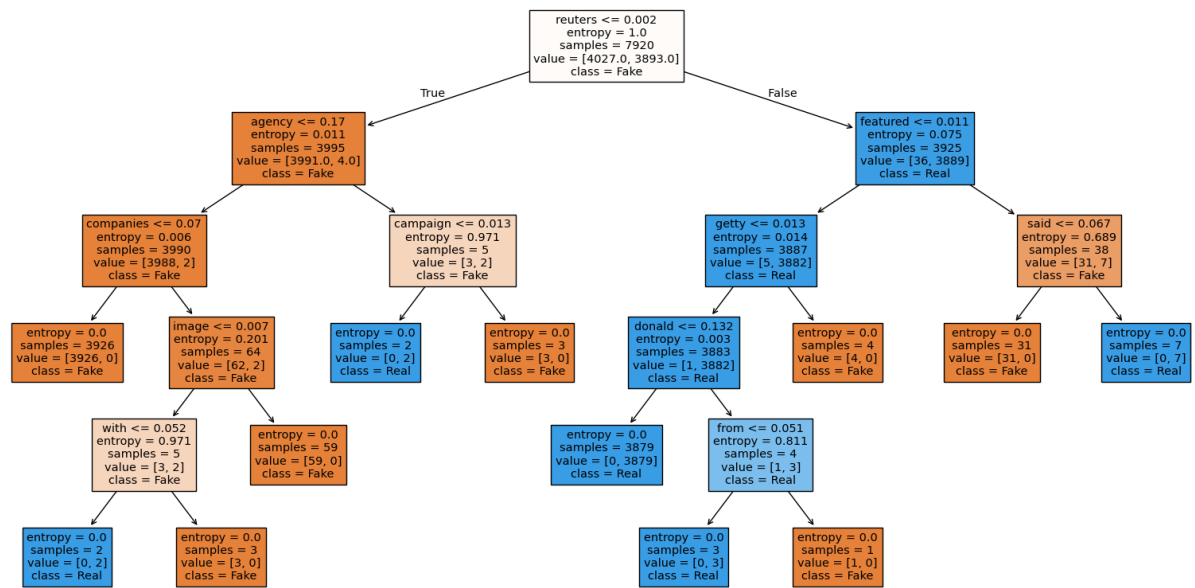 reuters <= 0.002
entropy = 1.0
samples = 7920
value = [4027.0, 3893.0]
class = Fake
True
False
agency <= 0.17
entropy = 0.011
samples = 3995
value = [3991.0, 4.0]
class = Fake
featured <= 0.011
entropy = 0.075
samples = 3925
value = [36, 3889]
class = Real
companies <= 0.07
entropy = 0.006
samples = 3990
value = [3988, 2]
class = Fake
campaign <= 0.013
entropy = 0.971
samples = 5
value = [3, 2]
class = Fake
getty <= 0.013
entropy = 0.014
samples = 3887
value = [5, 3882]
class = Real
said <= 0.067
entropy = 0.689
samples = 38
value = [31, 7]
class = Fake
entropy = 0.0
samples = 3926
value = [3926, 0]
class = Fake
image <= 0.007
entropy = 0.201
samples = 64
value = [62, 2]
class = Fake
entropy = 0.0
samples = 2
value = [0, 2]
class = Real
entropy = 0.0
samples = 3
value = [3, 0]
class = Fake
donald <= 0.132
entropy = 0.003
samples = 3883
value = [1, 3882]
class = Real
entropy = 0.0
samples = 4
value = [4, 0]
class = Fake
entropy = 0.0
samples = 31
value = [31, 0]
class = Fake
entropy = 0.0
samples = 7
value = [0, 7]
class = Real
with <= 0.052
entropy = 0.971
samples = 5
value = [3, 2]
class = Fake
entropy = 0.0
samples = 59
value = [59, 0]
class = Fake
entropy = 0.0
samples = 3879
value = [0, 3879]
class = Real
from <= 0.051
entropy = 0.811
samples = 4
value = [1, 3]
class = Real
entropy = 0.0
samples = 2
value = [0, 2]
class = Real
entropy = 0.0
samples = 3
value = [3, 0]
class = Fake
entropy = 0.0
samples = 3
value = [0, 3]
class = Real
entropy = 0.0
samples = 1
value = [1, 0]
class = Fake